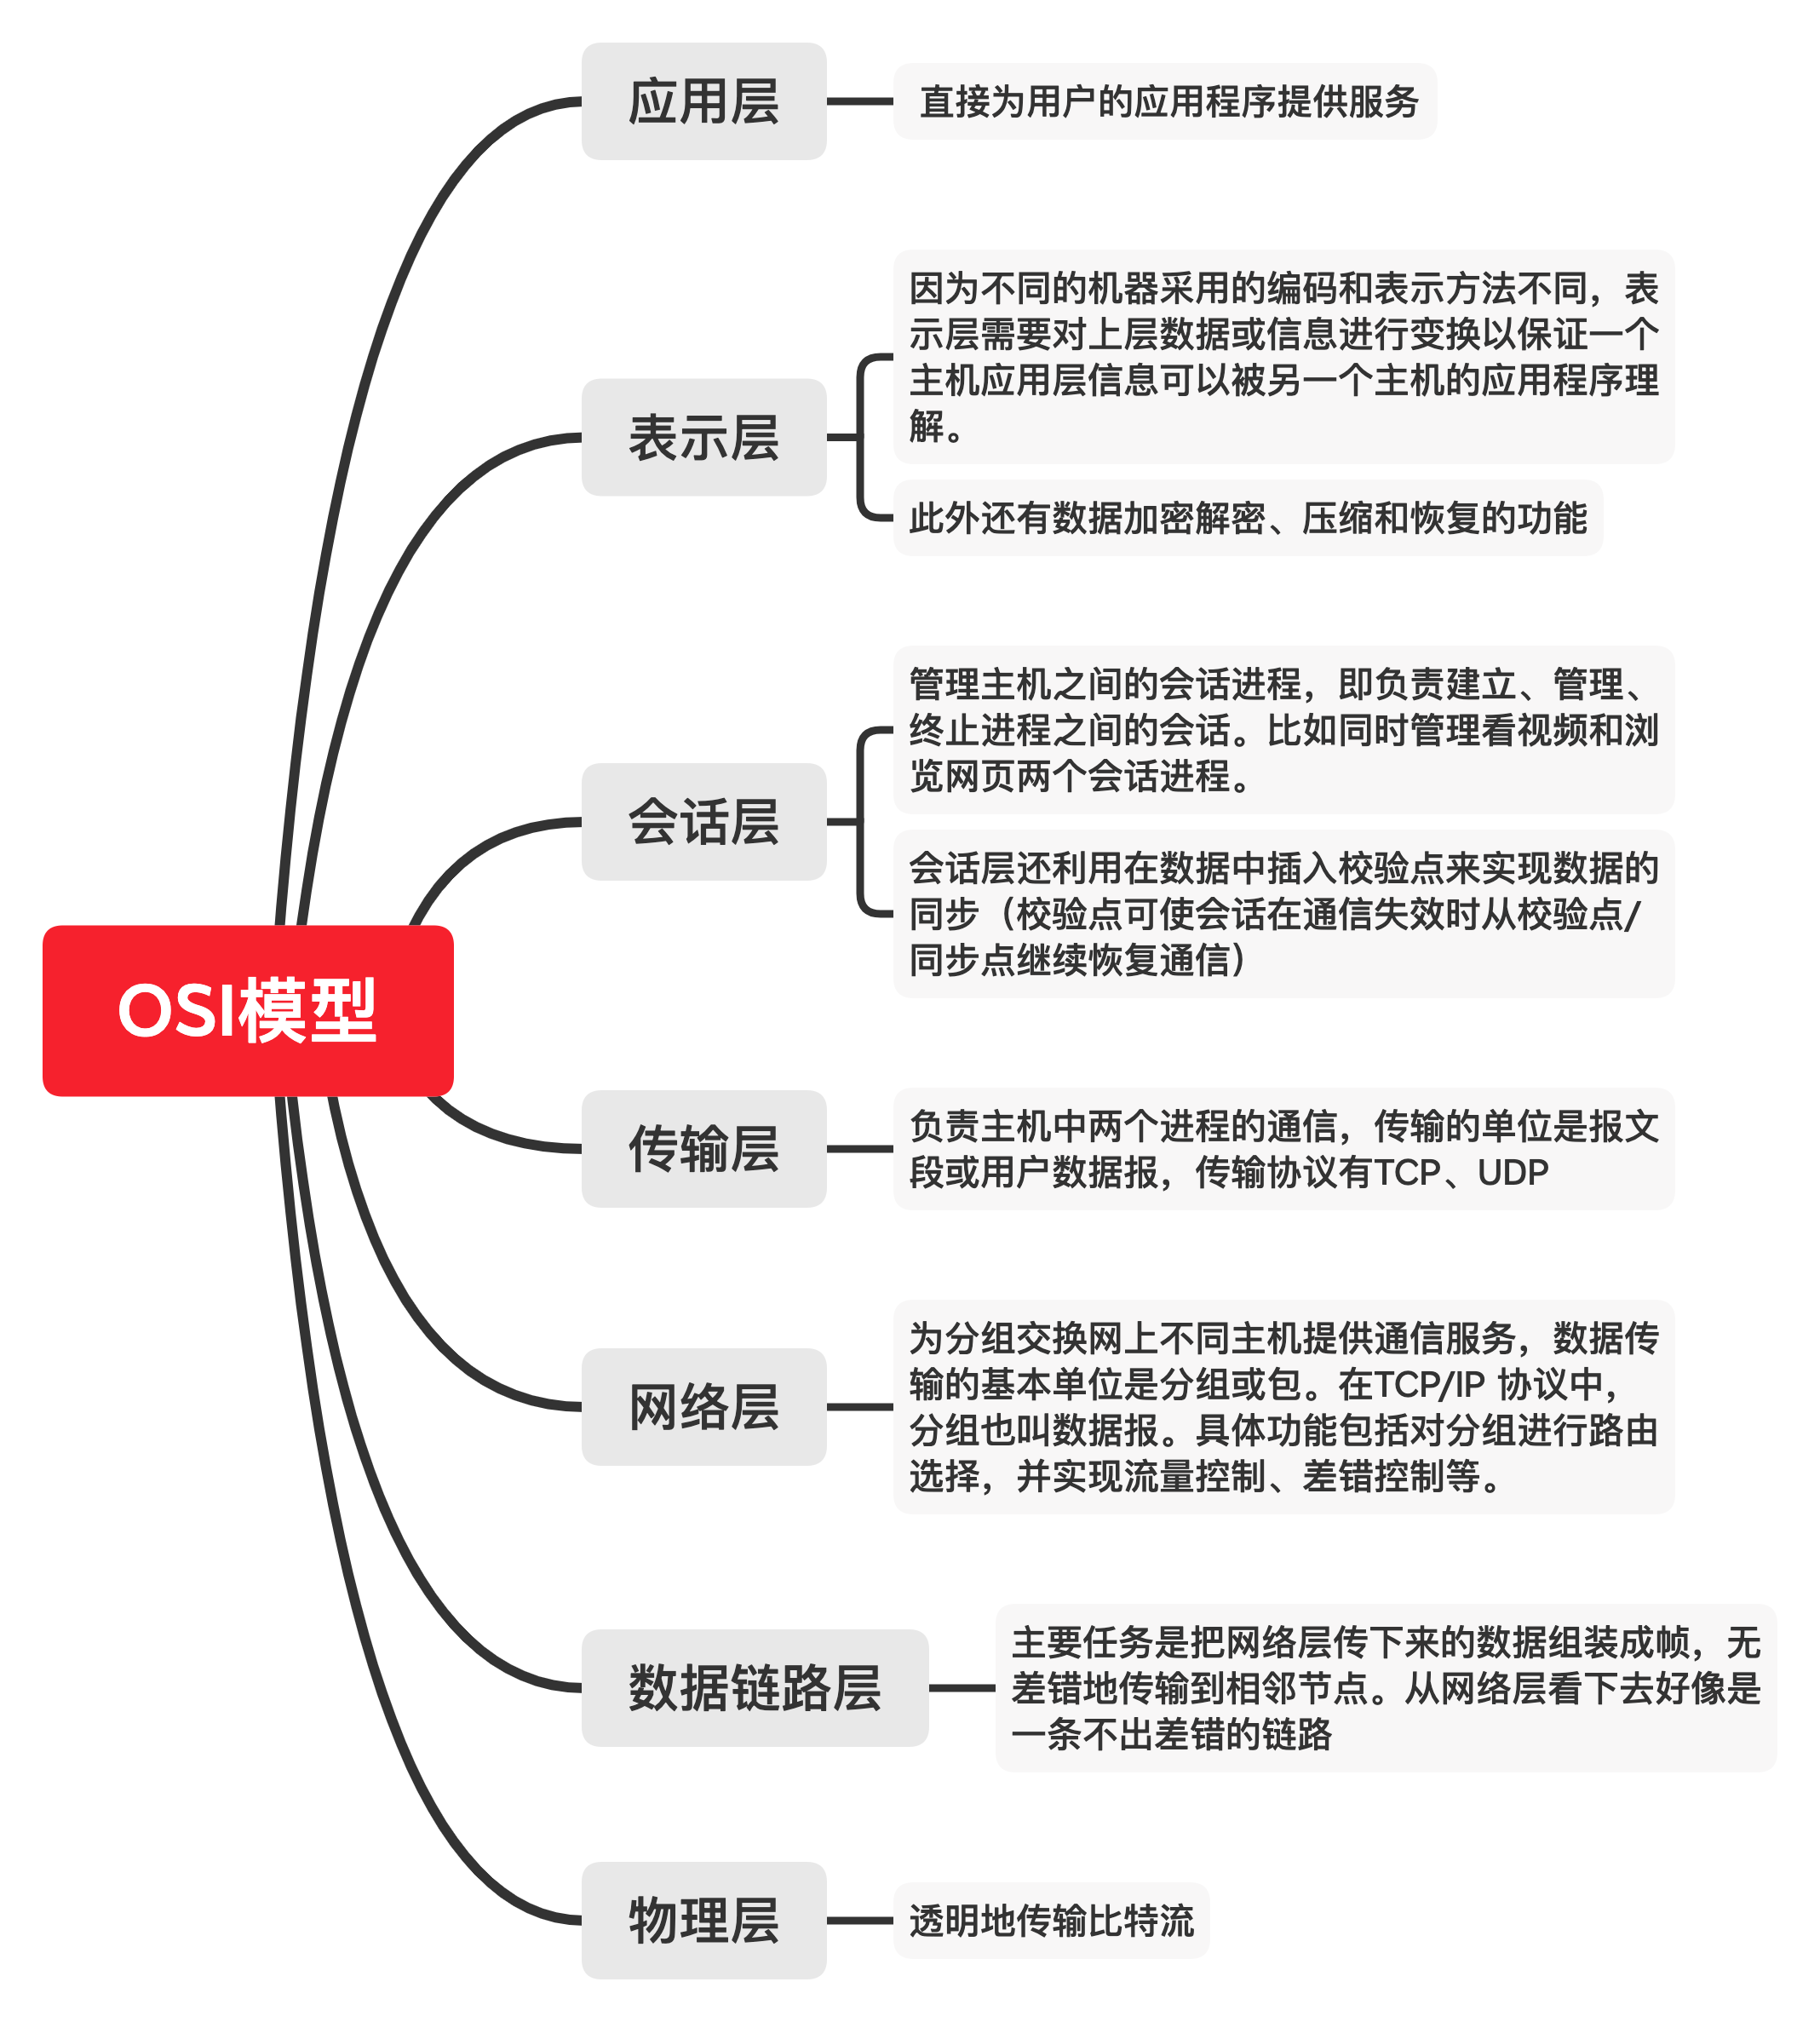 应用层
直接为用户的应用程序提供服务
因为不同的机器采用的编码和表示方法不同，表
示层需要对上层数据或信息进行变换以保证一个
主机应用层信息可以被另一个主机的应用程序理
解。
表示层
此外还有数据加密解密、压缩和恢复的功能
管理主机之间的会话进程，即负责建立、管理、
终止进程之间的会话。比如同时管理看视频和浏
览网页两个会话进程。
会话层
会话层还利用在数据中插入校验点来实现数据的
同步（校验点可使会话在通信失效时从校验点/
同步点继续恢复通信）
OSI模型
传输层
负责主机中两个进程的通信，传输的单位是报文
段或用户数据报，传输协议有TCP、UDP
网络层
为分组交换网上不同主机提供通信服务，数据传
输的基本单位是分组或包。在TCP/IP 协议中，
分组也叫数据报。具体功能包括对分组进行路由
选择，并实现流量控制、差错控制等。
数据链路层
主要任务是把网络层传下来的数据组装成帧，无
差错地传输到相邻节点。从网络层看下去好像是
一条不出差错的链路
物理层
透明地传输比特流